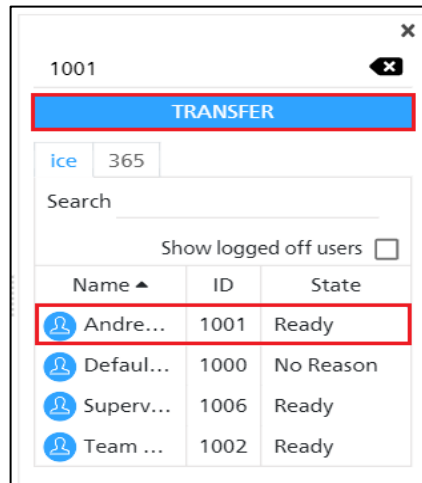 1001
TRANSFER
ice 365
Search
Show logged off users
Name ID State
Andre... 1001 Ready
Defaul... 1000 No Reason
Superv... 1006 Ready
Team ... 1002 Ready